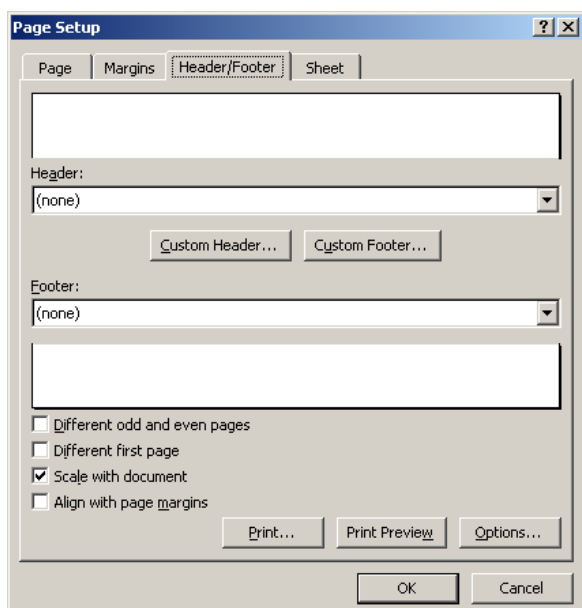 Page Setup
Page Margins Header/Footer Sheet
Header:
(none)
Custom Header... Custom Footer...
Footer:
(none)
Different odd and even pages
Different first page
Scale with document
Align with page margins
Print... Print Preview Options...
OK Cancel